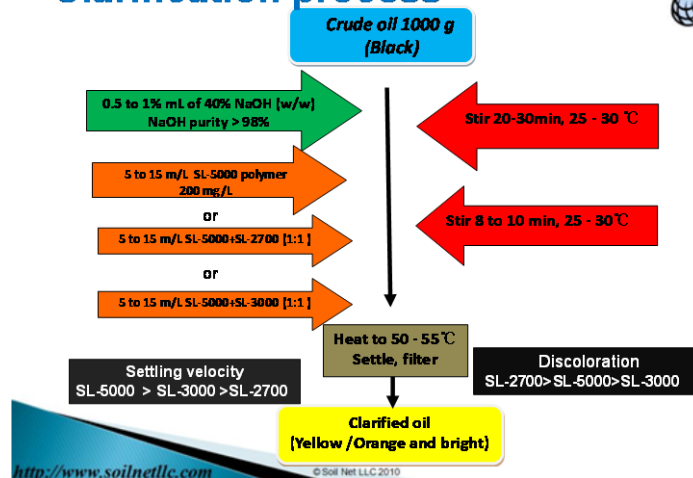 Clarification process
Crude oil 1000 g
(Black)
0.5 to 1% mL of 40% NaOH (w/w)
NaOH purity > 98%
Stir 20-30min, 25 - 30 ℃
5 to 15 m/L SL-5000 polymer
200 mg/L
or
5 to 15 m/L SL-5000+SL-2700 [1:1 ]
Stir 8 to 10 min, 25 - 30℃
or
5 to 15 m/L SL-5000+SL-3000 [1:1 ]
Heat to 50 - 55℃
Settle, filter
Settling velocity
SL-5000 > SL-3000 >SL-2700
Discoloration
SL-2700>SL-5000>SL-3000
Clarified oil
(Yellow /Orange and bright)
http://www.soilnetllc.com
© Soil Net LLC 2010